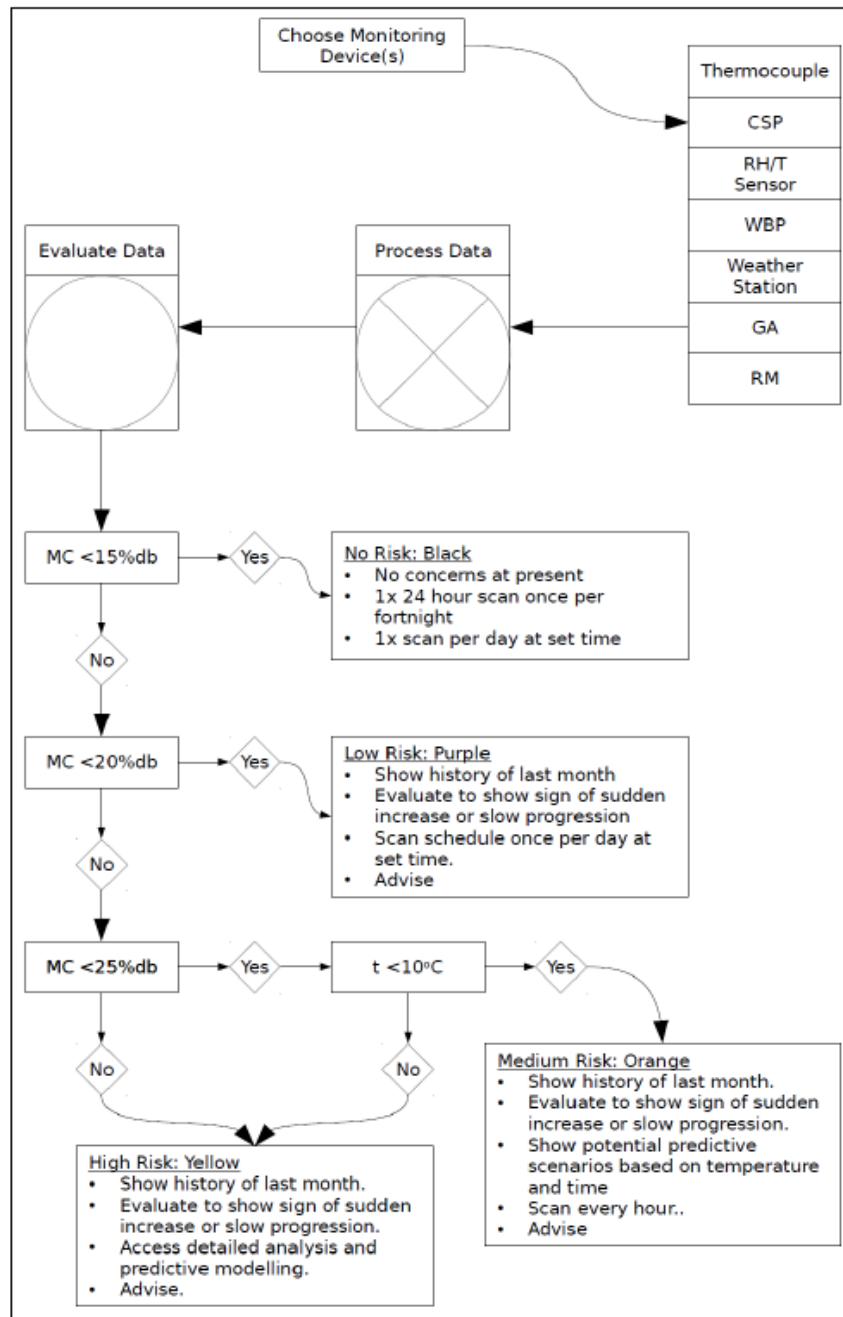 Choose Monitoring
Device(s)
Thermocouple
CSP
RH/T
Sensor
WBP
Weather
Station
GA
RM
Process Data
Evaluate Data
MC <15%db
Yes
No Risk: Black
• No concerns at present
• 1x 24 hour scan once per
fortnight
• 1x scan per day at set time
No
MC <20%db
Yes
Low Risk: Purple
• Show history of last month
• Evaluate to show sign of sudden
increase or slow progression
• Scan schedule once per day at
set time.
• Advise
No
MC <25%db
Yes
t <10°C
Yes
No
No
Medium Risk: Orange
• Show history of last month.
• Evaluate to show sign of sudden
increase or slow progression.
• Show potential predictive
scenarios based on temperature
and time
• Scan every hour..
• Advise
High Risk: Yellow
• Show history of last month.
• Evaluate to show sign of sudden
increase or slow progression.
• Access detailed analysis and
predictive modelling.
• Advise.